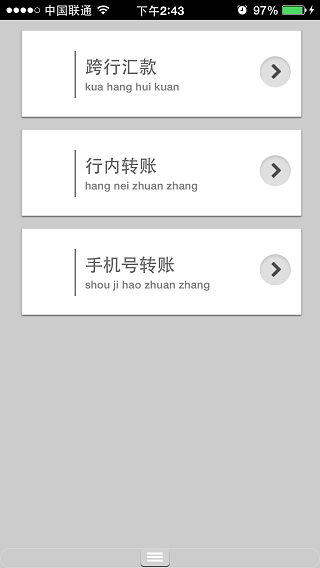 中国联通 下午2:43 97%
跨行汇款
kua hang hui kuan
行内转账
hang nei zhuan zhang
手机号转账
shou ji hao zhuan zhang